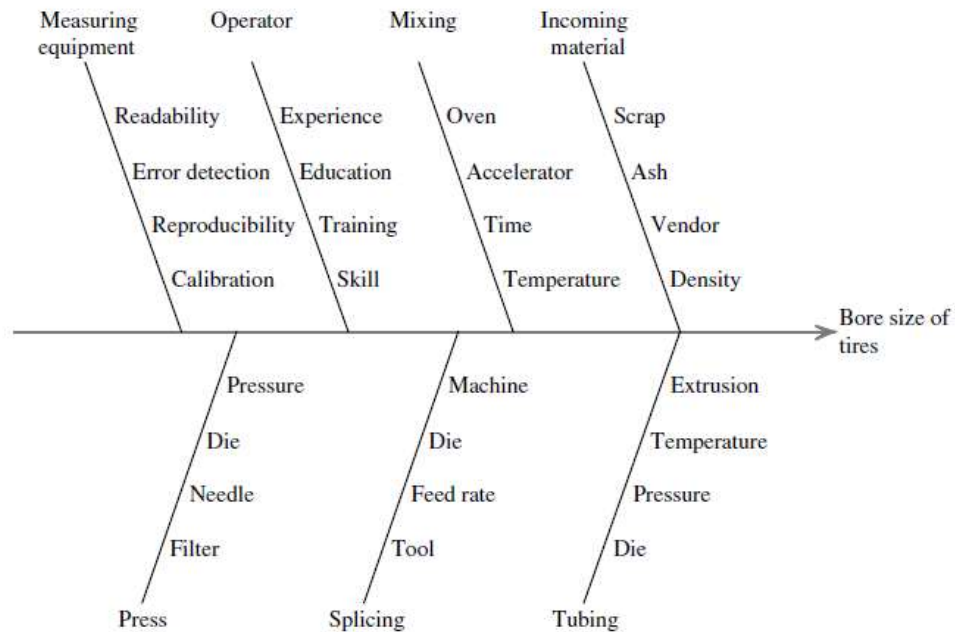 Measuring
equipment
Operator
Mixing
Incoming
material
Readability
Experience
Oven
Scrap
Error detection
Education
Accelerator
Ash
Reproducibility
Training
Time
Vendor
Calibration
Skill
Temperature
Density
Bore size of
tires
Pressure
Machine
Extrusion
Die
Die
Temperature
Needle
Feed rate
Pressure
Filter
Tool
Die
Press
Splicing
Tubing